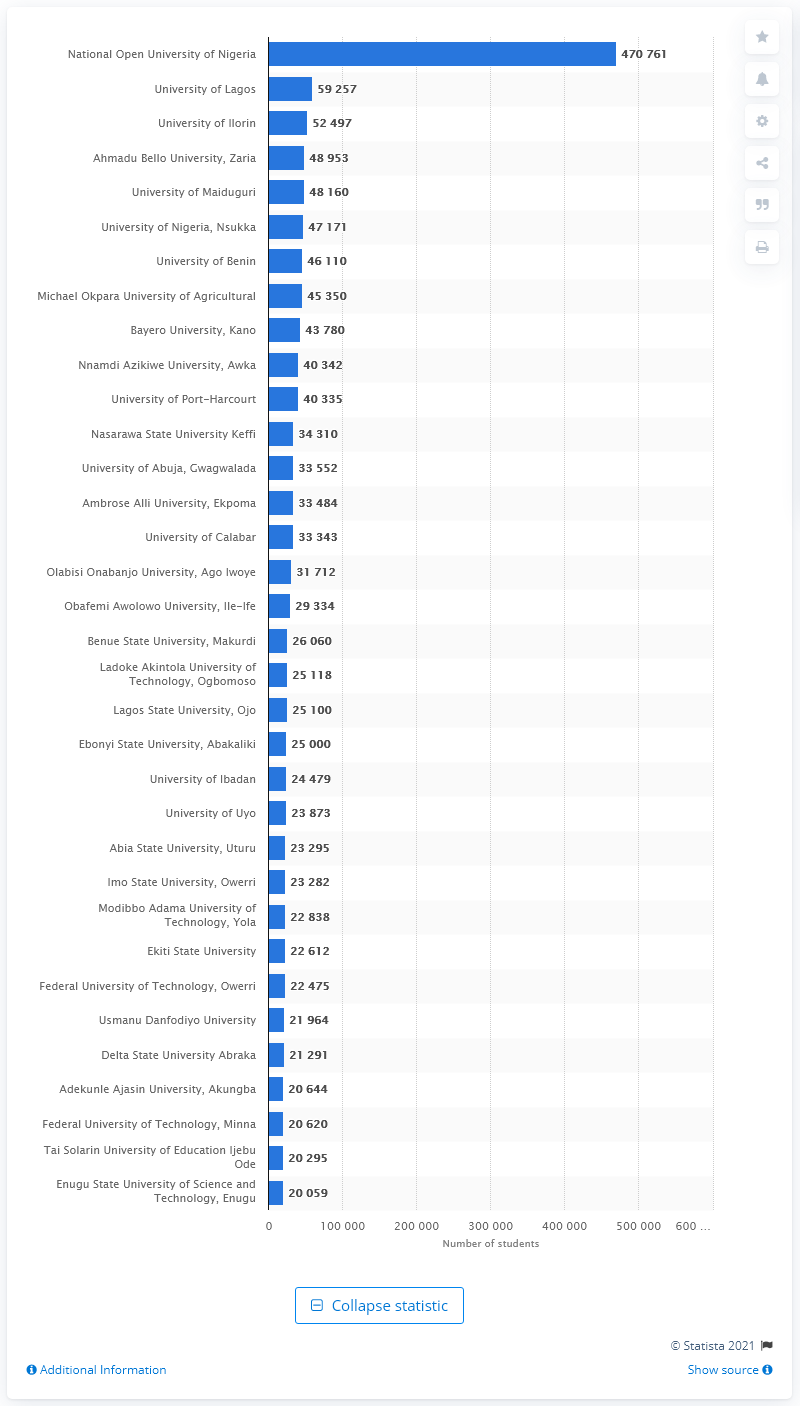 National Open University of Nigeria 470 761
University of Lagos 59 257
University of Ilorin 52 497
Ahmadu Bello University, Zaria 48 953
University of Maiduguri 48 160
University of Nigeria, Nsukka 47 171
University of Benin 46 110
Michael Okpara University of Agricultural 45 350
Bayero University, Kano 43 780
Nnamdi Azikiwe University, Awka 40 342
University of Port-Harcourt 40 335
Nasarawa State University Keffi 34 310
University of Abuja, Gwagwalada 33 552
Ambrose Alli University, Ekpoma 33 484
University of Calabar 33 343
Olabisi Onabanjo University, Ago Iwoye 31 712
Obafemi Awolowo University, Ile-Ife 29 334
Benue State University, Makurdi 26 060
Ladoke Akintola University of
Technology, Ogbomoso 25 118
Lagos State University, Ojo 25 100
Ebonyi State University, Abakaliki 25 000
University of Ibadan 24 479
University of Uyo 23 873
Abia State University, Uturu 23 295
Imo State University, Owerri 23 282
Modibbo Adama University of
Technology, Yola 22 838
Ekiti State University 22 612
Federal University of Technology, Owerri 22 475
Usmanu Danfodiyo University 21 964
Delta State University Abraka 21 291
Adekunle Ajasin University, Akungba 20 644
Federal University of Technology, Minna 20 620
Tai Solarin University of Education Ijebu
Ode 20 295
Enugu State University of Science and
Technology, Enugu 20 059
0 100 000 200 000 300 000 400 000 500 000 600 ...
Number of students
Collapse statistic
© Statista 2021
Additional Information Show source